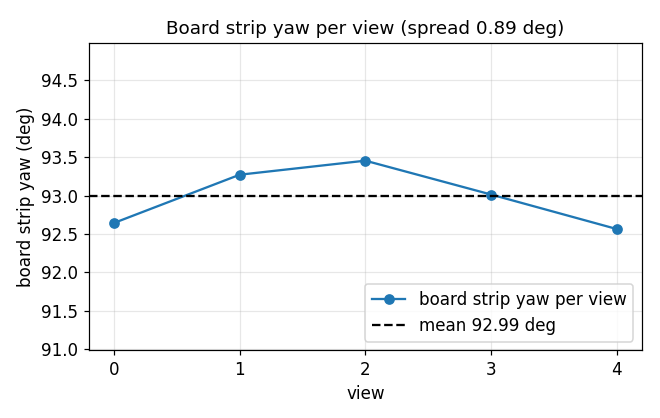 Board strip yaw per view (spread 0.89 deg)
board strip yaw (deg)
94.5
94.0
93.5
93.0
92.5
92.0
91.5
91.0
board strip yaw per view
mean 92.99 deg
0 1 2 3 4
view